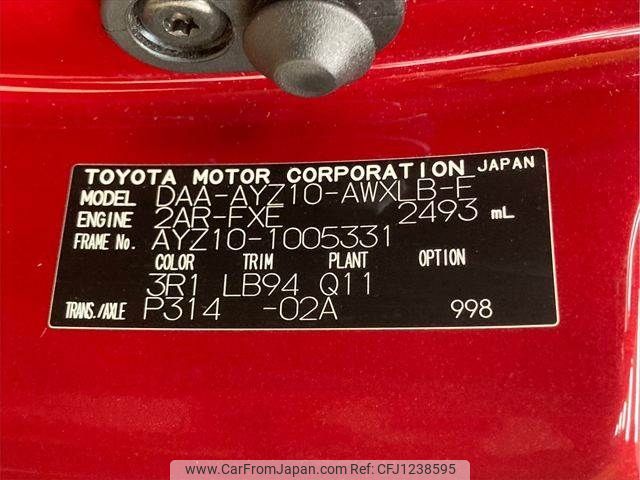 TOYOTA MOTOR CORPORATION JAPAN
MODEL DAA-AYZ10-AWXLB-E
ENGINE 2AR-FXE 2493 mL
FRAME No. AYZ10-1005331
COLOR TRIM PLANT OPTION
3R1 LB94 Q11
TRANS./AXLE P314 -02A 998
www.CarFromJapan.com CFJ1238595